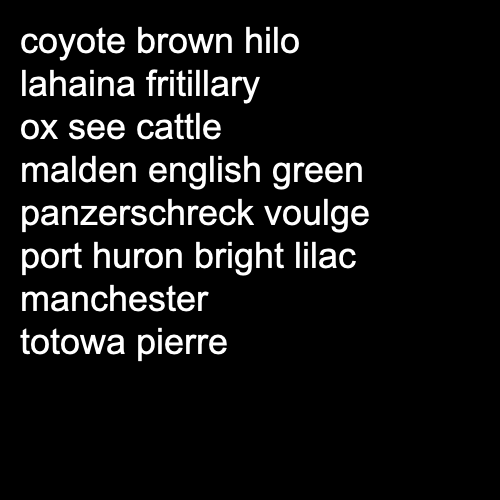 coyote brown hilo
lahaina fritillary
ox see cattle
malden english green
panzerschreck voulge
port huron bright lilac
manchester
totowa pierre